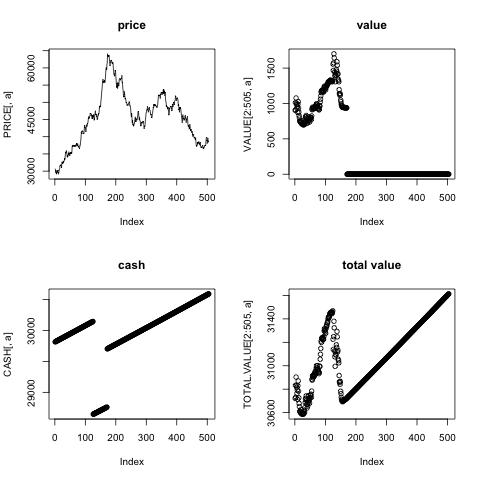 price
PRICE[, a]
30000
45000
60000
0 100 200 300 400 500
Index
value
VALUE[2:505, a]
0
500
1000
1500
0 100 200 300 400 500
Index
cash
CASH[, a]
29000
30000
0 100 200 300 400 500
Index
total value
TOTAL.VALUE[2:505, a]
30600
31000
31400
0 100 200 300 400 500
Index